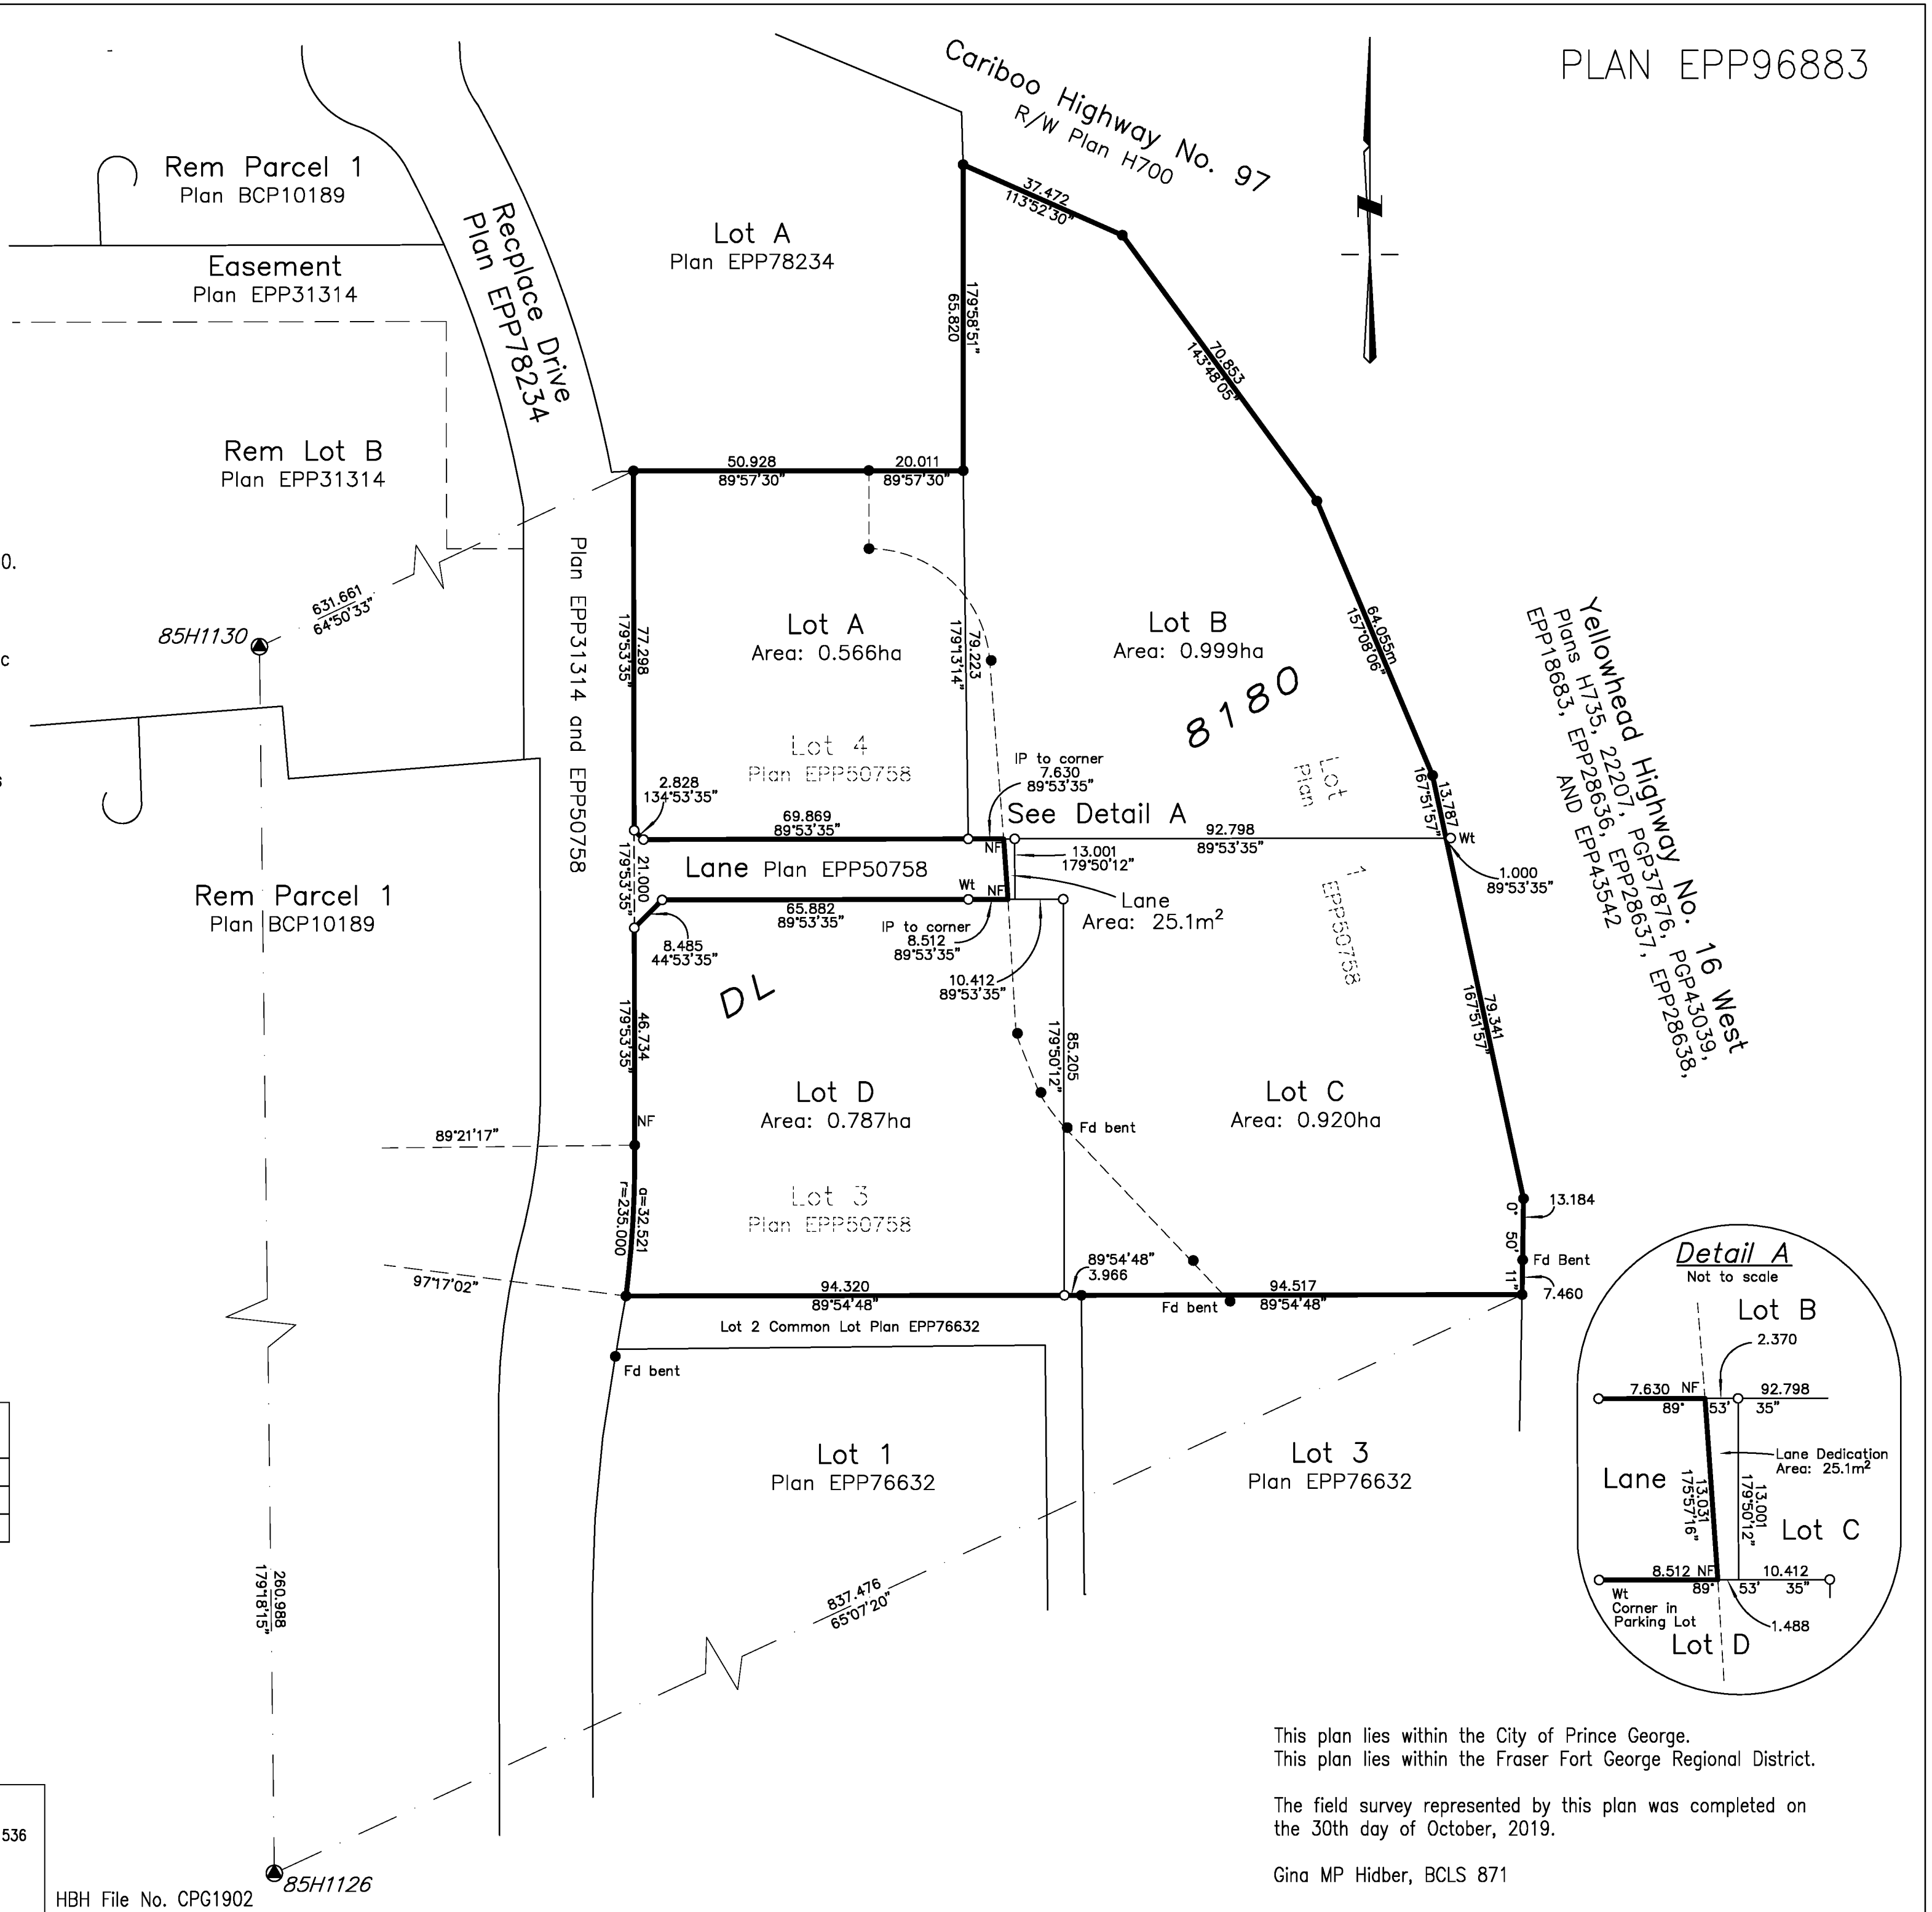 PLAN EPP96883
Cariboo Highway No. 97
R/W Plan H700
Rem Parcel 1
Plan BCP10189
Easement
Plan EPP31314
Recplace Drive
Plan EPP78234
Lot A
Plan EPP78234
37.472
113°52'30"
179°58'51"
65.820
70.853
143°48'05"
Rem Lot B
Plan EPP31314
50.928
89°57'30"
20.011
89°57'30"
0.
631.661
64°50'33"
85H1130
Plan EPP31314 and EPP50758
77.298
179°53'35"
Lot A
Area: 0.566ha
79.223
179°13'14"
Lot B
Area: 0.999ha
64.055m
157°08'06"
Yellowhead Highway No. 16 West
Plans H735, 22207, PGP37876, PGP43039,
EPP18683, EPP28636, EPP28637, EPP28638,
AND EPP43542
c
8180
Lot 4
Plan EPP50758
Lot 1
Plan EPP50758
IP to corner
7.630
89°53'35"
2.828
134°53'35"
69.869
89°53'35"
See Detail A
92.798
89°53'35"
13.787
167°51'57"
Wt
1.000
89°53'35"
s
NF
13.001
179°50'12"
21.000
179°53'35"
Lane Plan EPP50758
Wt
NF
Lane
Area: 25.1m²
65.882
89°53'35"
IP to corner
8.512
89°53'35"
8.485
44°53'35"
10.412
89°53'35"
Rem Parcel 1
Plan BCP10189
DL
46.734
179°53'35"
85.205
179°50'12"
79.341
167°51'57"
Lot D
Area: 0.787ha
Lot C
Area: 0.920ha
NF
89°21'17"
Fd bent
Lot 3
Plan EPP50758
a=32.521
r=235.000
13.184
0° 50' 11"
Fd Bent
7.460
97°17'02"
89°54'48"
3.966
94.320
89°54'48"
94.517
89°54'48"
Fd bent
Lot 2 Common Lot Plan EPP76632
Fd bent
Lot 1
Plan EPP76632
Lot 3
Plan EPP76632
Detail A
Not to scale
Lot B
2.370
7.630 NF
92.798
89° 53' 35"
Lane Dedication
Area: 25.1m²
Lane
13.031
175°57'16"
13.001
179°50'12"
Lot C
8.512 NF
10.412
89° 53' 35"
Wt
Corner in
Parking Lot
1.488
Lot D
260.988
179°18'15"
837.476
65°07'20"
This plan lies within the City of Prince George.
This plan lies within the Fraser Fort George Regional District.
The field survey represented by this plan was completed on
the 30th day of October, 2019.
Gina MP Hidber, BCLS 871
536
85H1126
HBH File No. CPG1902